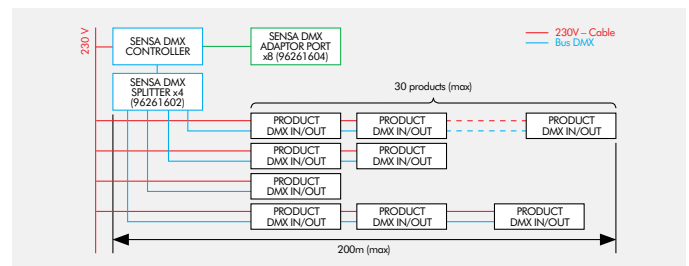 230 V
SENSA DMX
CONTROLLER
SENSA DMX
ADAPTOR PORT
x8 (96261604)
230V – Cable
Bus DMX
SENSA DMX
SPLITTER x4
(96261602)
30 products (max)
PRODUCT
DMX IN/OUT
PRODUCT
DMX IN/OUT
PRODUCT
DMX IN/OUT
PRODUCT
DMX IN/OUT
PRODUCT
DMX IN/OUT
PRODUCT
DMX IN/OUT
PRODUCT
DMX IN/OUT
PRODUCT
DMX IN/OUT
PRODUCT
DMX IN/OUT
200m (max)